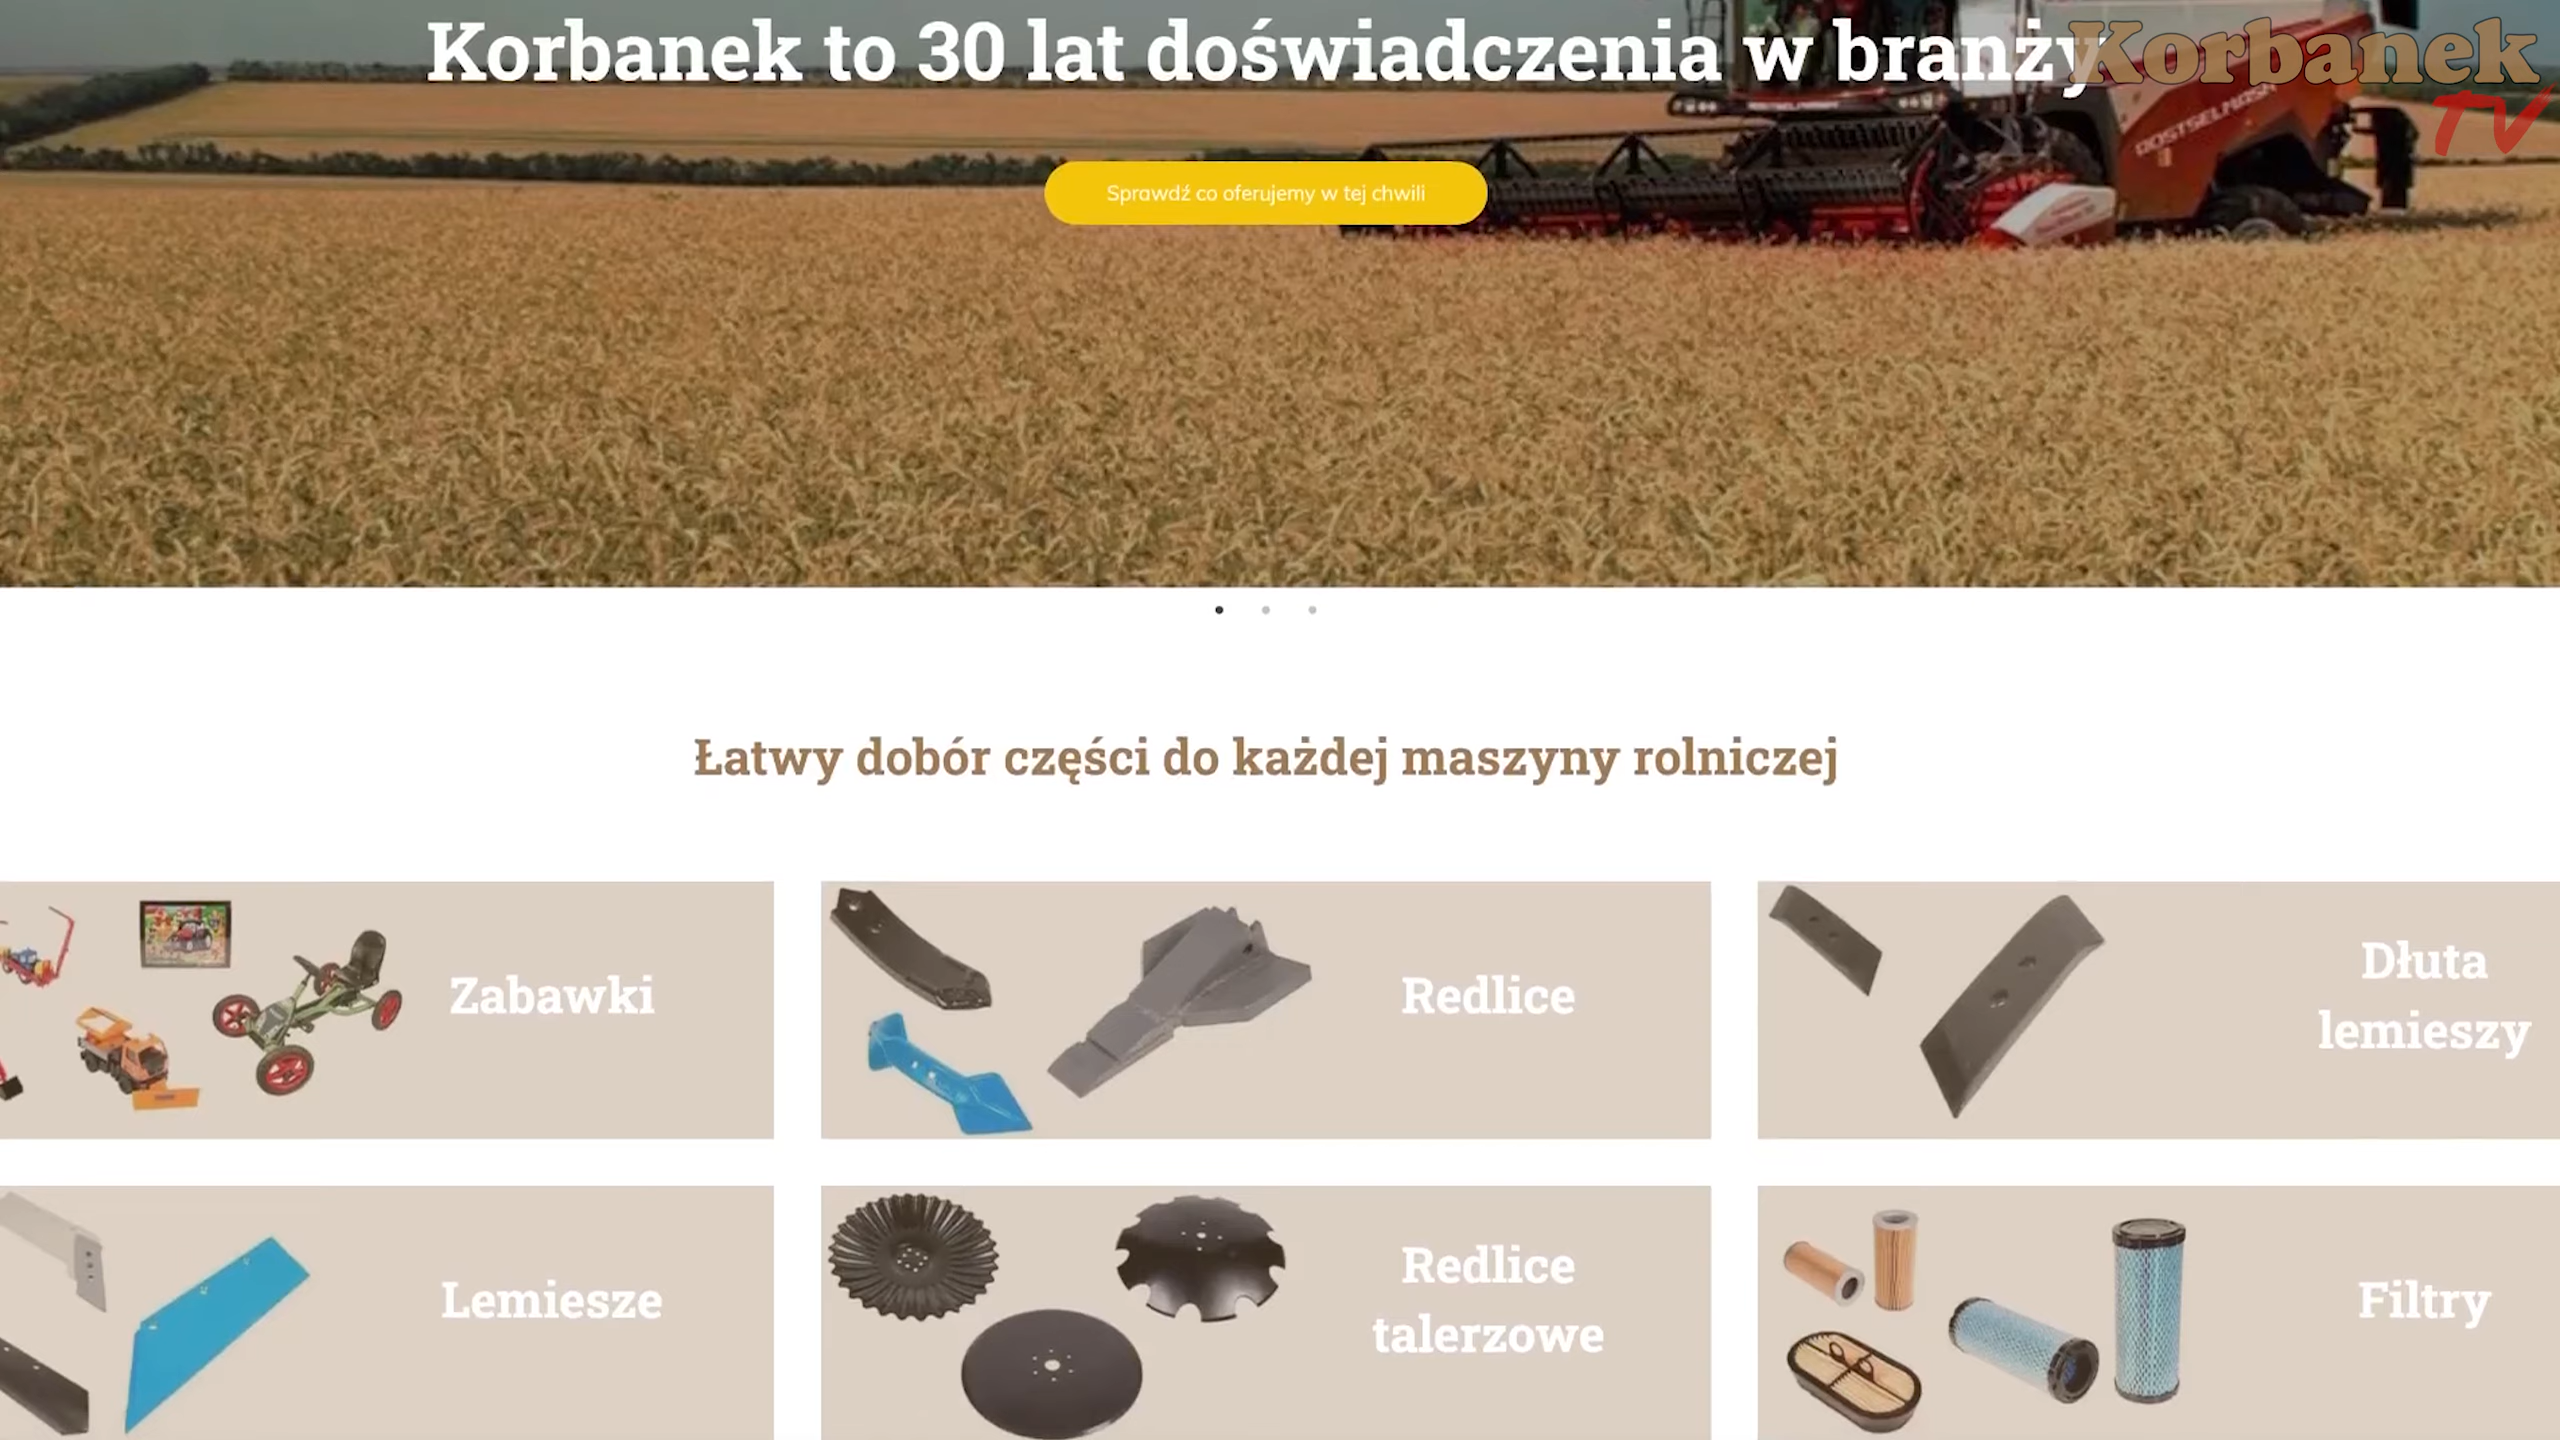 Korbanek to 30 lat doświadczenia w branży
Korbanek
TV
ROSTSELMASH
Sprawdź co oferujemy w tej chwili
Łatwy dobór części do każdej maszyny rolniczej
Zabawki
Redlice
Dłuta
lemieszy
Lemiesze
Redlice
talerzowe
Filtry